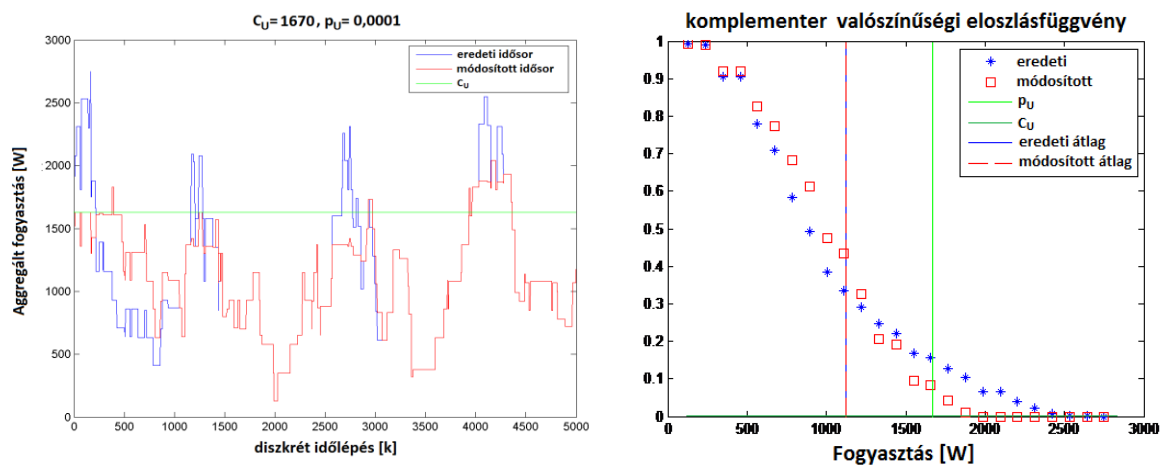 C_U= 1670 , p_U= 0,0001
eredeti idősor
módosított idősor
C_U
Aggregált fogyasztás [W]
3000
2500
2000
1500
1000
500
0
0 500 1000 1500 2000 2500 3000 3500 4000 4500 5000
diszkrét időlépés [k]
komplementer valószínűségi eloszlásfüggvény
eredeti
módosított
p_U
C_U
eredeti átlag
módosított átlag
1
0.9
0.8
0.7
0.6
0.5
0.4
0.3
0.2
0.1
0
0 500 1000 1500 2000 2500 3000
Fogyasztás [W]